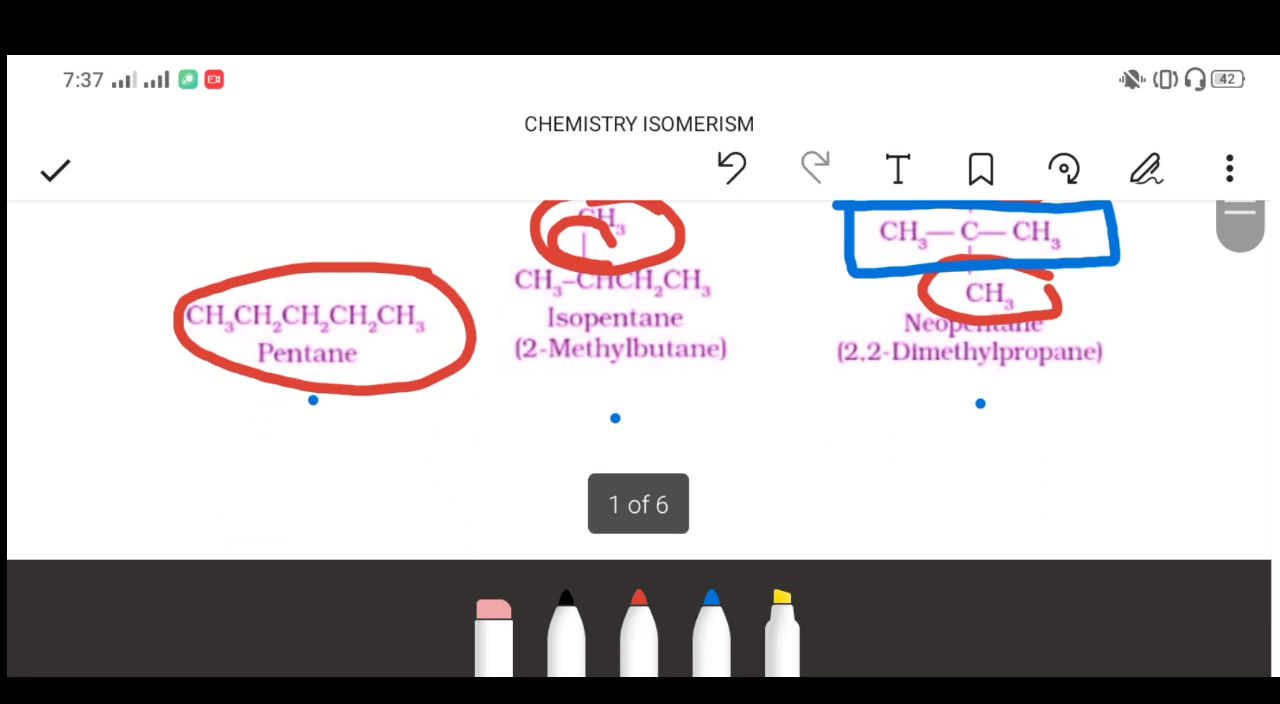 7:37
42
CHEMISTRY ISOMERISM
CH₃
CH₃—C—CH₃
CH₃–CHCH₂CH₃
CH₃
CH₃CH₂CH₂CH₂CH₃
Isopentane
Neopentane
Pentane
(2-Methylbutane)
(2,2-Dimethylpropane)
1 of 6